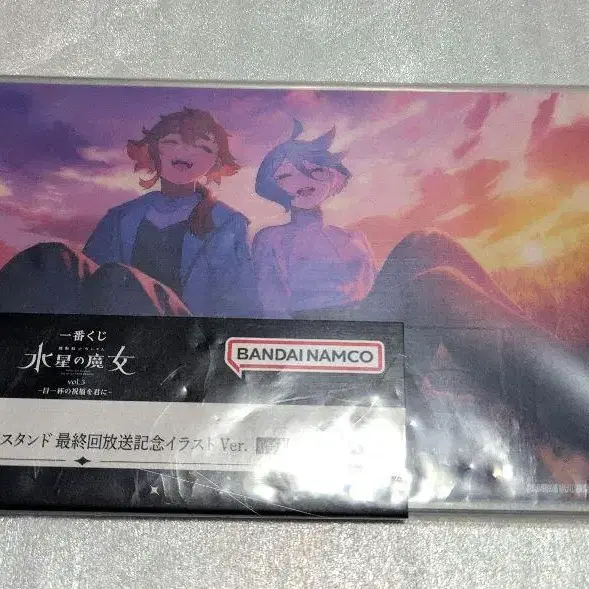 一番くじ
機動戦士ガンダム
水星の魔女
vol.3
~目一杯の祝福を君に~
BANDAI NAMCO
スタンド 最終回放送記念イラストVer.